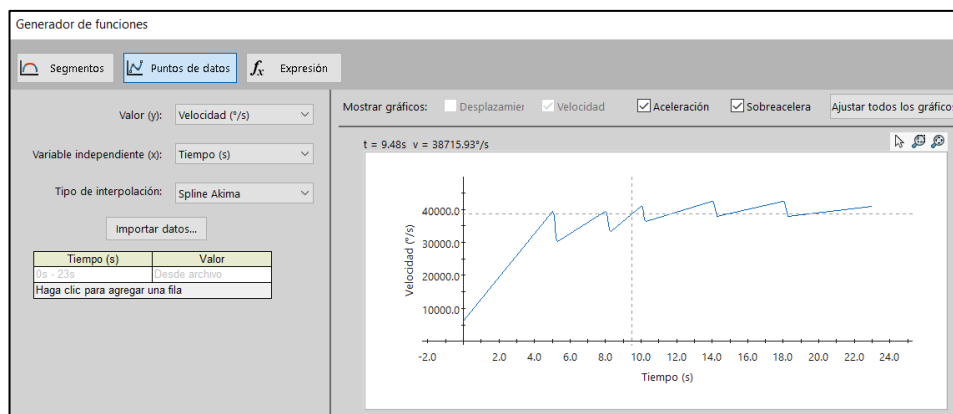 Generador de funciones
Segmentos Puntos de datos fx Expresión
Valor (y): Velocidad (°/s)
Variable independiente (x): Tiempo (s)
Tipo de interpolación: Spline Akima
Importar datos...
Tiempo (s) Valor
0s - 23s Desde archivo
Haga clic para agregar una fila
Mostrar gráficos: Desplazamier Velocidad Aceleración Sobreacelera Ajustar todos los gráficos
t = 9.48s v = 38715.93°/s
Velocidad (°/s)
40000.0
30000.0
20000.0
10000.0
-2.0 2.0 4.0 6.0 8.0 10.0 12.0 14.0 16.0 18.0 20.0 22.0 24.0
Tiempo (s)